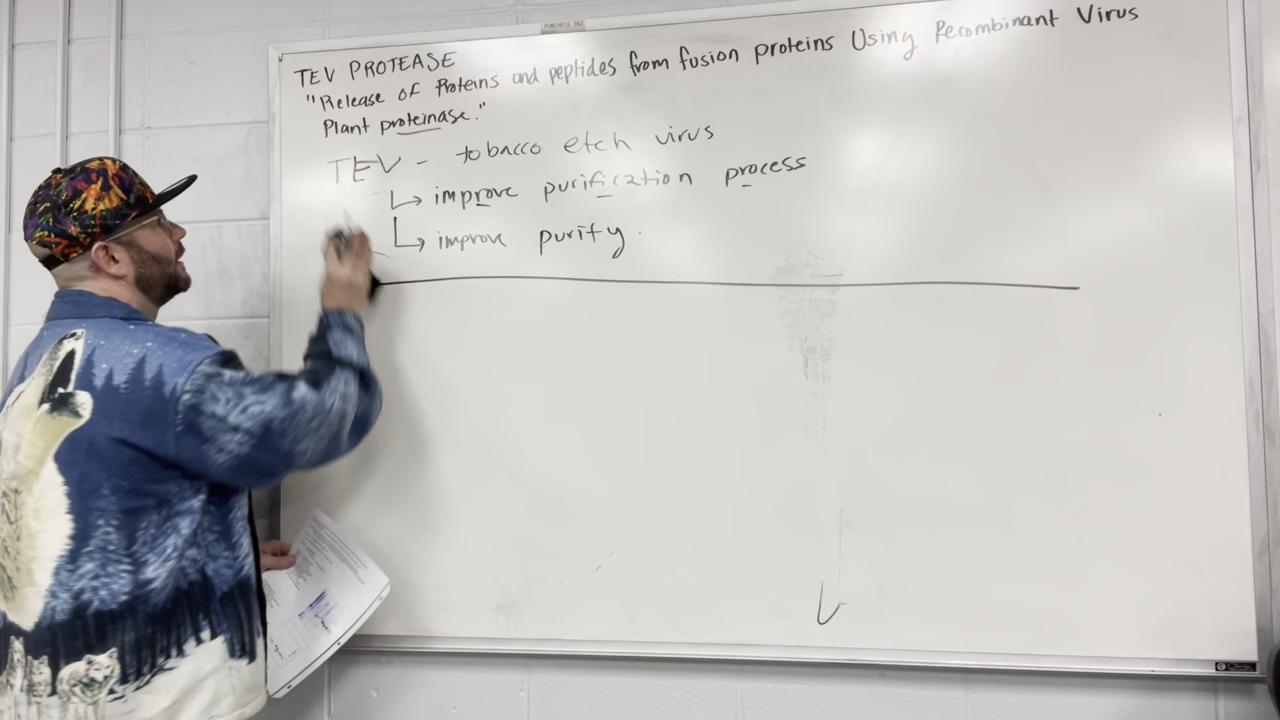 TEV PROTEASE
"Release of Proteins and peptides from fusion proteins Using Recombinant Virus
Plant proteinase."
TEV - tobacco etch virus
↳ improve purification process
↳ improve purity.